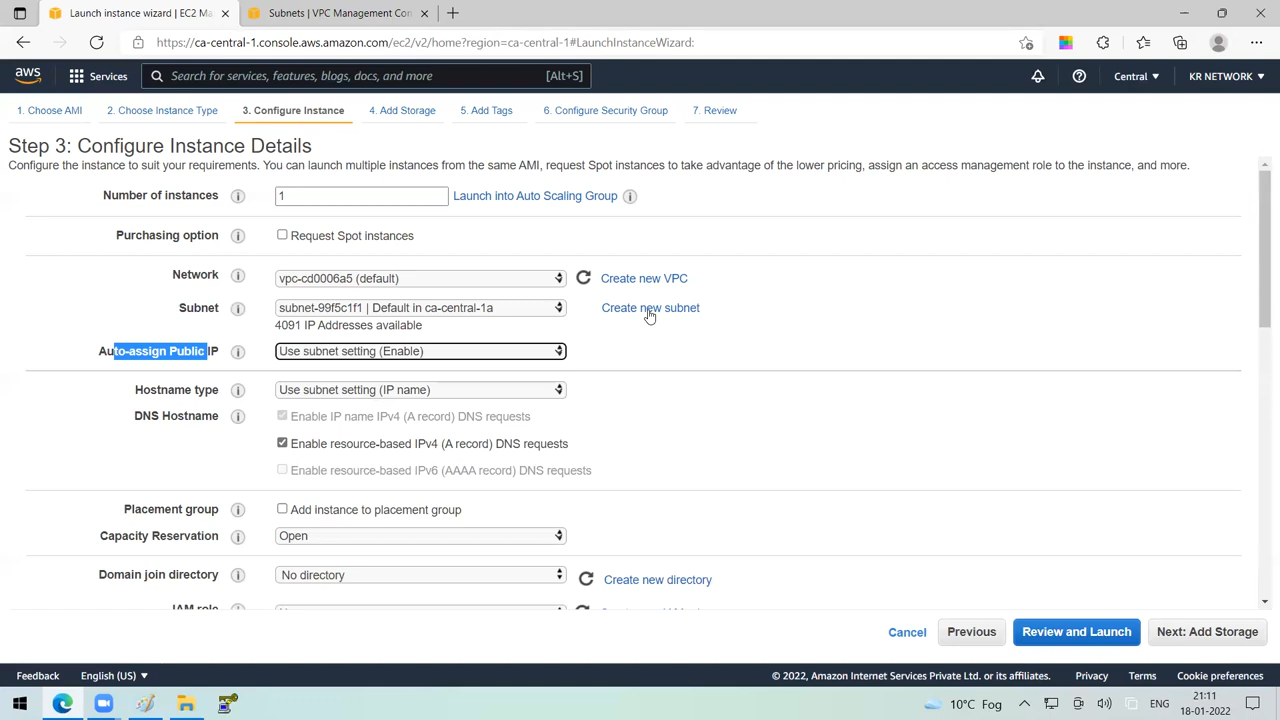 Launch instance wizard | EC2 Ma
Subnets | VPC Management Con
https://ca-central-1.console.aws.amazon.com/ec2/v2/home?region=ca-central-1#LaunchInstanceWizard:
aws
Services
Search for services, features, blogs, docs, and more
[Alt+S]
Central
KR NETWORK
1. Choose AMI
2. Choose Instance Type
3. Configure Instance
4. Add Storage
5. Add Tags
6. Configure Security Group
7. Review
Step 3: Configure Instance Details
Configure the instance to suit your requirements. You can launch multiple instances from the same AMI, request Spot instances to take advantage of the lower pricing, assign an access management role to the instance, and more.
Number of instances
1
Launch into Auto Scaling Group
Purchasing option
Request Spot instances
Network
vpc-cd0006a5 (default)
Create new VPC
Subnet
subnet-99f5c1f1 | Default in ca-central-1a
Create new subnet
4091 IP Addresses available
Auto-assign Public IP
Use subnet setting (Enable)
Hostname type
Use subnet setting (IP name)
DNS Hostname
Enable IP name IPv4 (A record) DNS requests
Enable resource-based IPv4 (A record) DNS requests
Enable resource-based IPv6 (AAAA record) DNS requests
Placement group
Add instance to placement group
Capacity Reservation
Open
Domain join directory
No directory
Create new directory
IAM role
Cancel
Previous
Review and Launch
Next: Add Storage
Feedback
English (US)
© 2022, Amazon Internet Services Private Ltd. or its affiliates.
Privacy
Terms
Cookie preferences
10°C Fog
ENG
21:11
18-01-2022